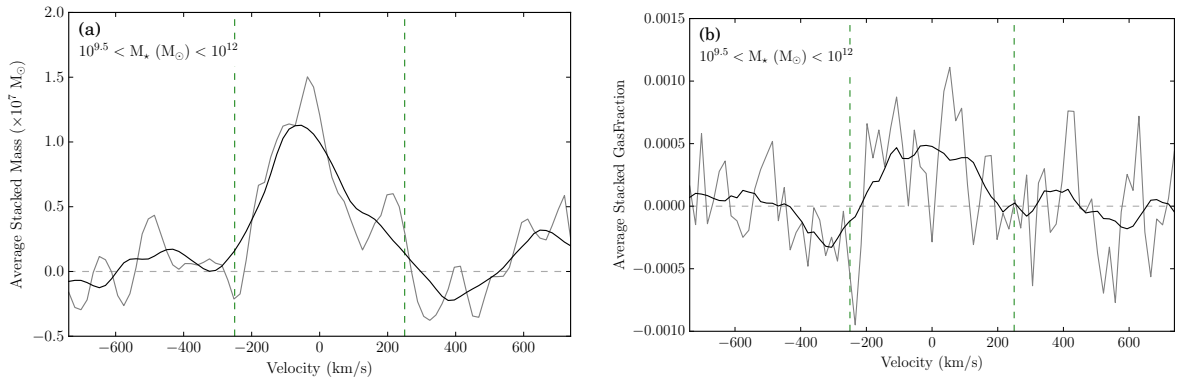 (a)
10^9.5 < M⋆ (M⊙) < 10^12
Average Stacked Mass (×10^7 M⊙)
2.0
1.5
1.0
0.5
0.0
−0.5
−600 −400 −200 0 200 400 600
Velocity (km/s)
(b)
10^9.5 < M⋆ (M⊙) < 10^12
Average Stacked GasFraction
0.0015
0.0010
0.0005
0.0000
−0.0005
−0.0010
−600 −400 −200 0 200 400 600
Velocity (km/s)